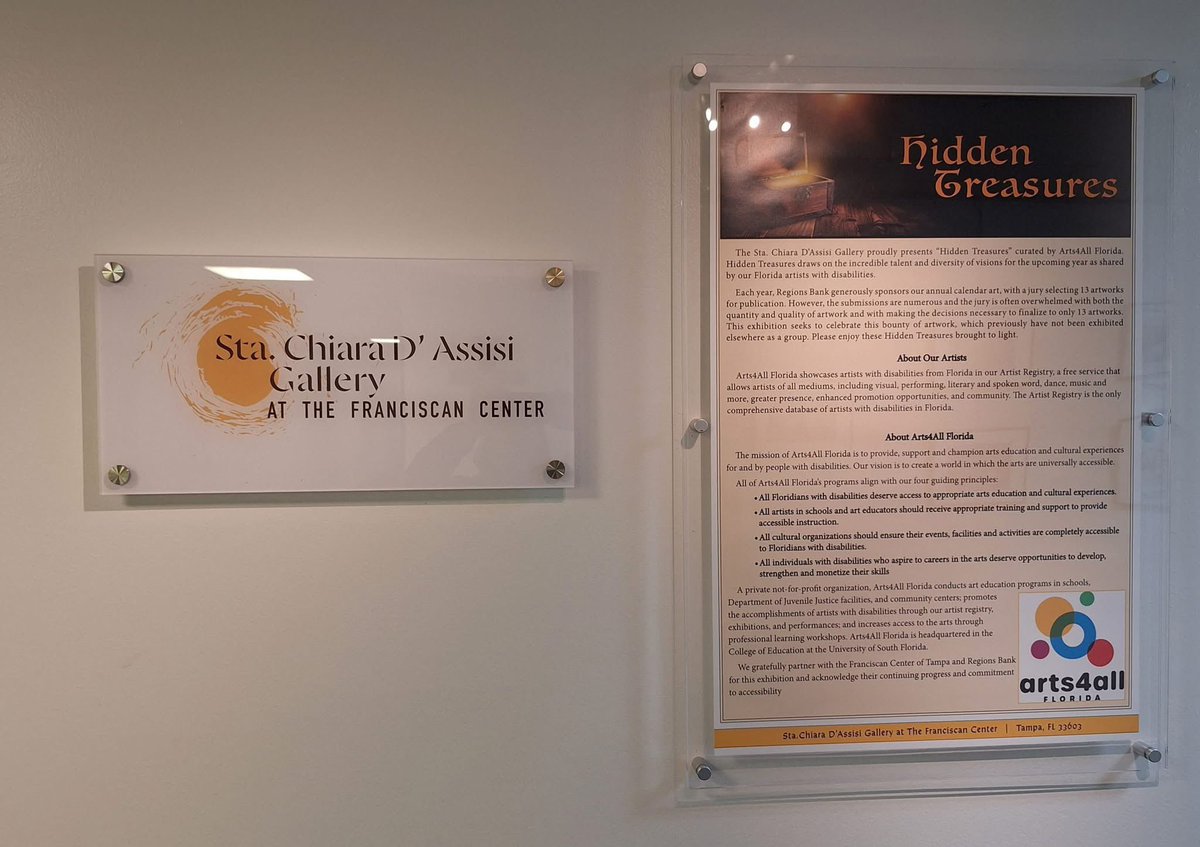 Sta. Chiara D' Assisi
Gallery
AT THE FRANCISCAN CENTER
Hidden
Treasures
The Sta. Chiara D'Assisi Gallery proudly presents "Hidden Treasures" curated by Arts4All Florida.
Hidden Treasures draws on the incredible talent and diversity of visions for the upcoming year as shared
by our Florida artists with disabilities.
Each year, Regions Bank generously sponsors our annual calendar art, with a jury selecting 13 artworks
for publication. However, the submissions are numerous and the jury is often overwhelmed with both the
quantity and quality of artwork and with making the decisions necessary to finalize to only 13 artworks.
This exhibition seeks to celebrate this bounty of artwork, which previously have not been exhibited
elsewhere as a group. Please enjoy these Hidden Treasures brought to light.
About Our Artists
Arts4All Florida showcases artists with disabilities from Florida in our Artist Registry, a free service that
allows artists of all mediums, including visual, performing, literary and spoken word, dance, music and
more, greater presence, enhanced promotion opportunities, and community. The Artist Registry is the only
comprehensive database of artists with disabilities in Florida.
About Arts4All Florida
The mission of Arts4All Florida is to provide, support and champion arts education and cultural experiences
for and by people with disabilities. Our vision is to create a world in which the arts are universally accessible.
All of Arts4All Florida's programs align with our four guiding principles:
• All Floridians with disabilities deserve access to appropriate arts education and cultural experiences.
• All artists in schools and art educators should receive appropriate training and support to provide
accessible instruction.
• All cultural organizations should ensure their events, facilities and activities are completely accessible
to Floridians with disabilities.
• All individuals with disabilities who aspire to careers in the arts deserve opportunities to develop,
strengthen and monetize their skills
A private not-for-profit organization, Arts4All Florida conducts art education programs in schools,
Department of Juvenile Justice facilities, and community centers; promotes
the accomplishments of artists with disabilities through our artist registry,
exhibitions, and performances; and increases access to the arts through
professional learning workshops. Arts4All Florida is headquartered in the
College of Education at the University of South Florida.
We gratefully partner with the Franciscan Center of Tampa and Regions Bank
for this exhibition and acknowledge their continuing progress and commitment
to accessibility
arts4all
FLORIDA
Sta.Chiara D'Assisi Gallery at The Franciscan Center | Tampa, FL 33603